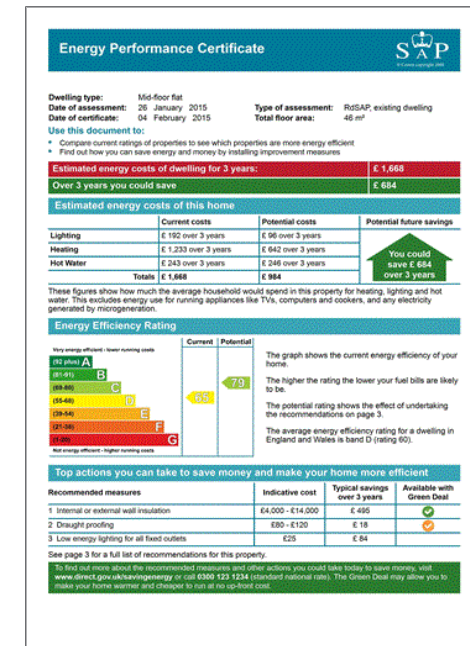 Energy Performance Certificate
SAP
© Crown copyright 2009
Dwelling type: Mid-floor flat
Date of assessment: 26 January 2015 Type of assessment: RdSAP, existing dwelling
Date of certificate: 04 February 2015 Total floor area: 46 m²
Use this document to:
• Compare current ratings of properties to see which properties are more energy efficient
• Find out how you can save energy and money by installing improvement measures
Estimated energy costs of dwelling for 3 years: £ 1,668
Over 3 years you could save £ 684
Estimated energy costs of this home
Current costs Potential costs Potential future savings
Lighting £ 192 over 3 years £ 96 over 3 years
Heating £ 1,233 over 3 years £ 642 over 3 years
Hot Water £ 243 over 3 years £ 246 over 3 years
Totals £ 1,668 £ 984
You could
save £ 684
over 3 years
These figures show how much the average household would spend in this property for heating, lighting and hot
water. This excludes energy use for running appliances like TVs, computers and cookers, and any electricity
generated by microgeneration.
Energy Efficiency Rating
Current Potential
Very energy efficient - lower running costs
(92 plus) A
(81-91) B
(69-80) C
(55-68) D
(39-54) E
(21-38) F
(1-20) G
Not energy efficient - higher running costs
65
79
The graph shows the current energy efficiency of your
home.
The higher the rating the lower your fuel bills are likely
to be.
The potential rating shows the effect of undertaking
the recommendations on page 3.
The average energy efficiency rating for a dwelling in
England and Wales is band D (rating 60).
Top actions you can take to save money and make your home more efficient
Recommended measures Indicative cost Typical savings over 3 years Available with Green Deal
1 Internal or external wall insulation £4,000 - £14,000 £ 495
2 Draught proofing £80 - £120 £ 18
3 Low energy lighting for all fixed outlets £25 £ 84
See page 3 for a full list of recommendations for this property.
To find out more about the recommended measures and other actions you could take today to save money, visit
www.direct.gov.uk/savingenergy or call 0300 123 1234 (standard national rate). The Green Deal may allow you to
make your home warmer and cheaper to run at no up-front cost.